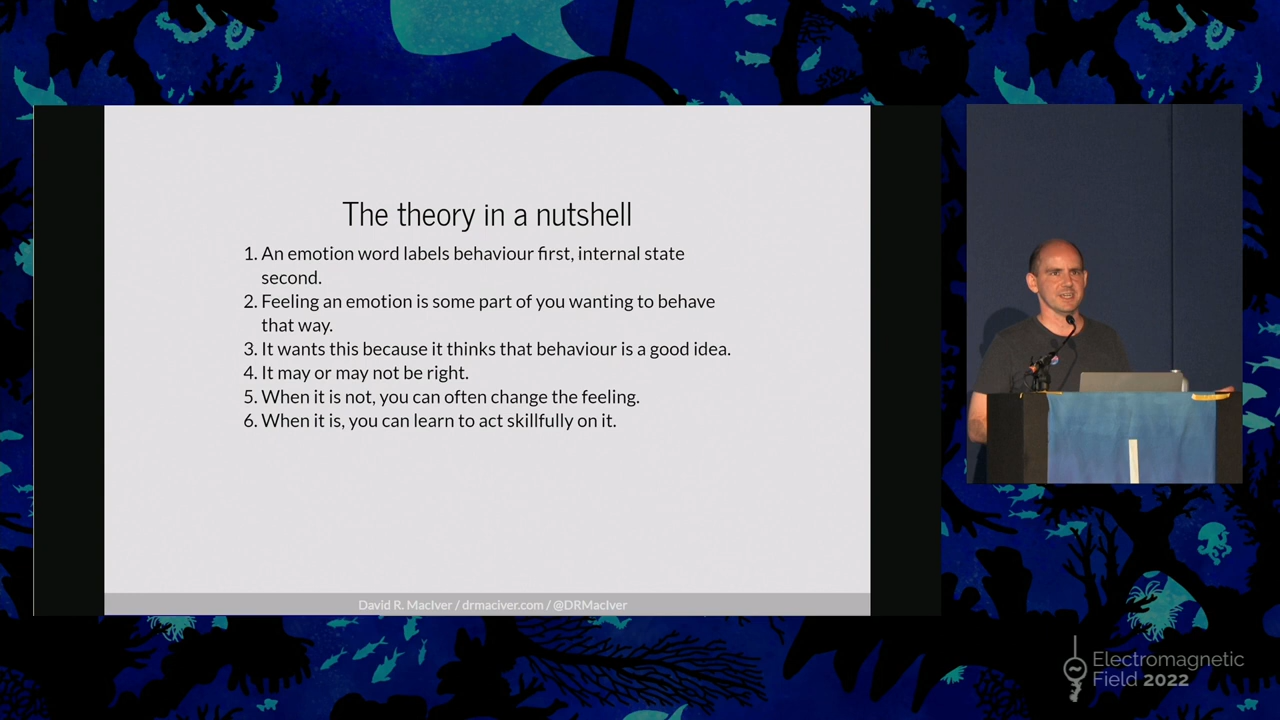 The theory in a nutshell
1. An emotion word labels behaviour first, internal state
second.
2. Feeling an emotion is some part of you wanting to behave
that way.
3. It wants this because it thinks that behaviour is a good idea.
4. It may or may not be right.
5. When it is not, you can often change the feeling.
6. When it is, you can learn to act skillfully on it.
David R. MacIver / drmaciver.com / @DRMacIver
Electromagnetic
Field 2022